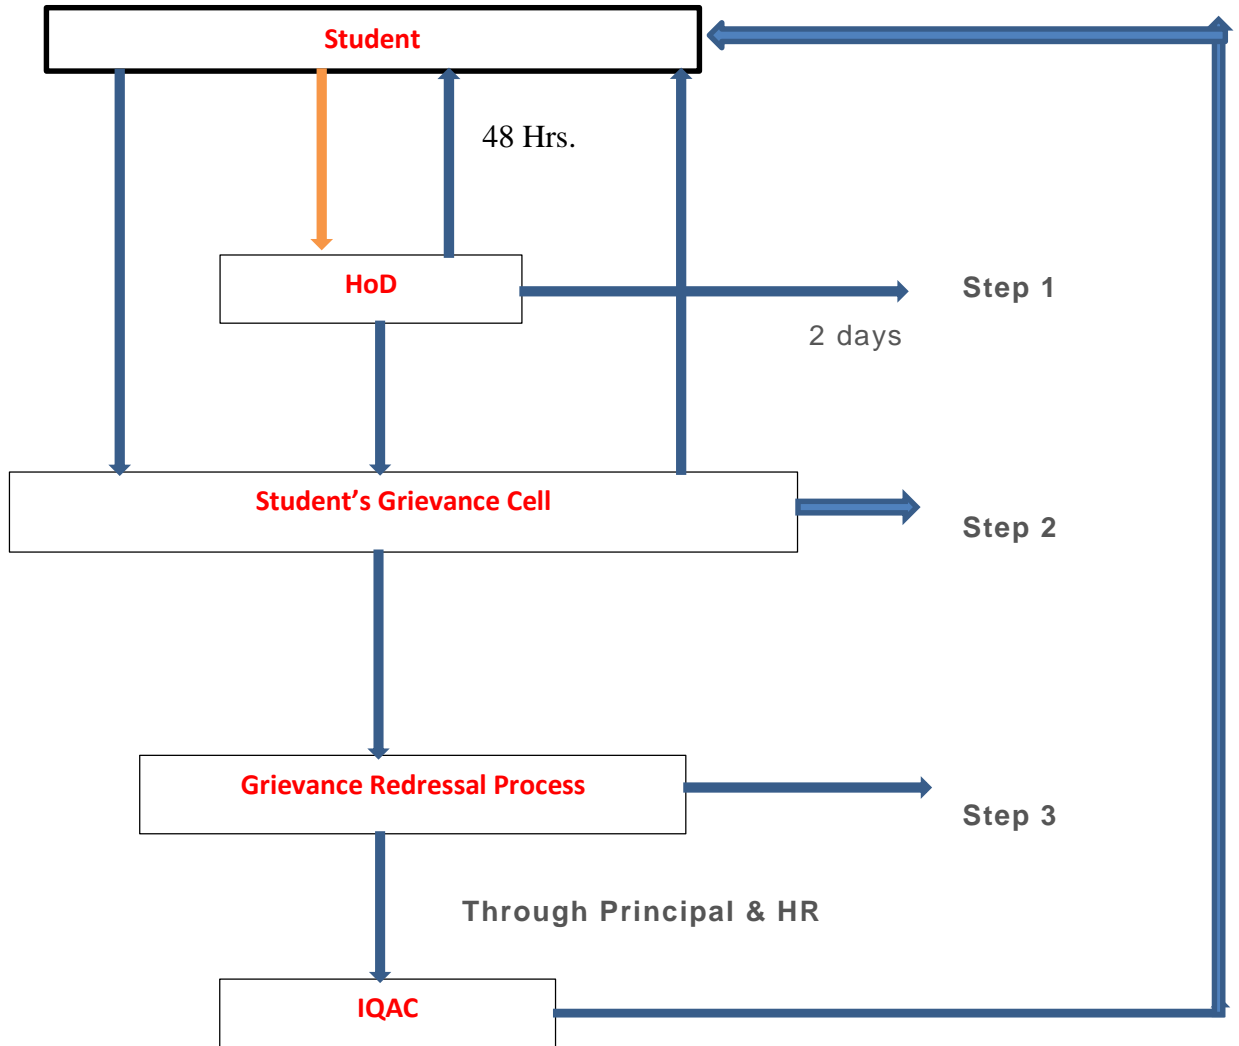 Student
48 Hrs.
HoD
Step 1
2 days
Student’s Grievance Cell
Step 2
Grievance Redressal Process
Step 3
Through Principal & HR
IQAC